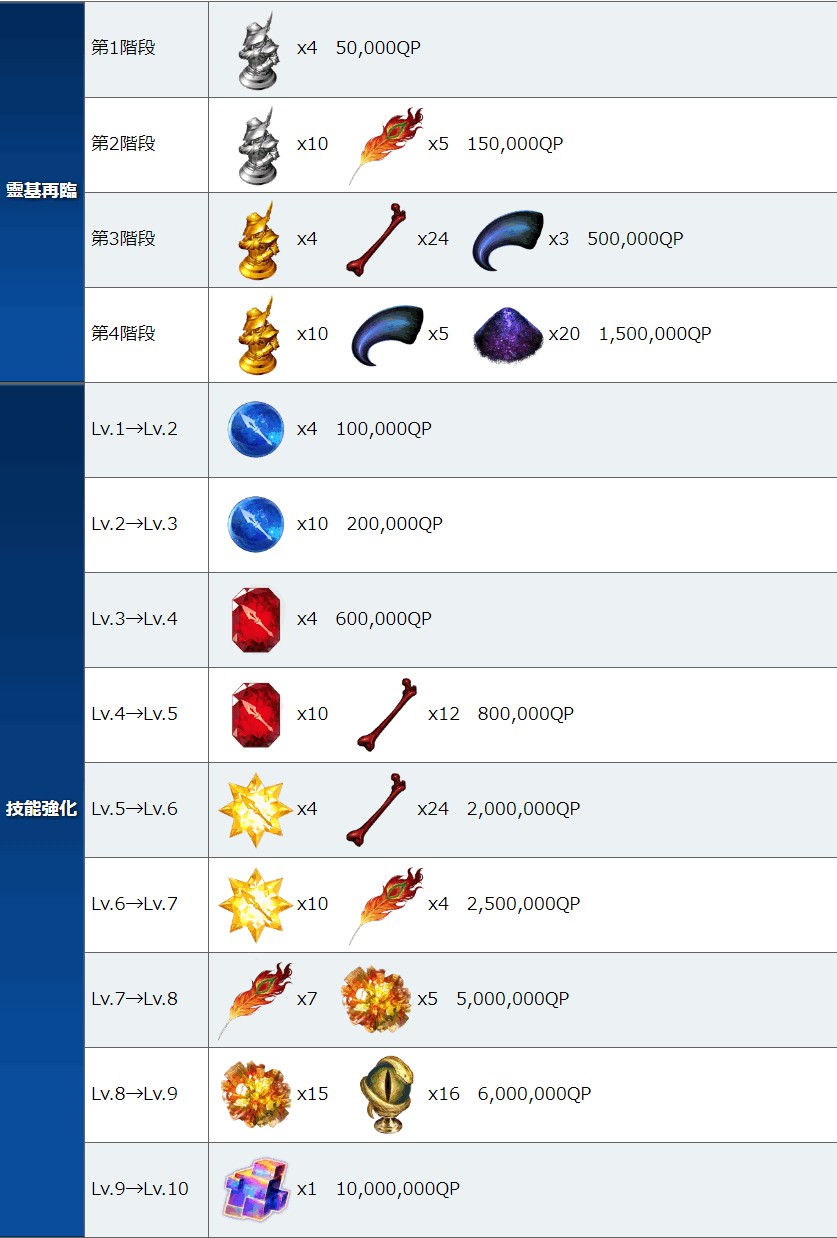 靈基再臨
第1階段 x4 50,000QP
第2階段 x10 x5 150,000QP
第3階段 x4 x24 x3 500,000QP
第4階段 x10 x5 x20 1,500,000QP
技能強化
Lv.1→Lv.2 x4 100,000QP
Lv.2→Lv.3 x10 200,000QP
Lv.3→Lv.4 x4 600,000QP
Lv.4→Lv.5 x10 x12 800,000QP
Lv.5→Lv.6 x4 x24 2,000,000QP
Lv.6→Lv.7 x10 x4 2,500,000QP
Lv.7→Lv.8 x7 x5 5,000,000QP
Lv.8→Lv.9 x15 x16 6,000,000QP
Lv.9→Lv.10 x1 10,000,000QP